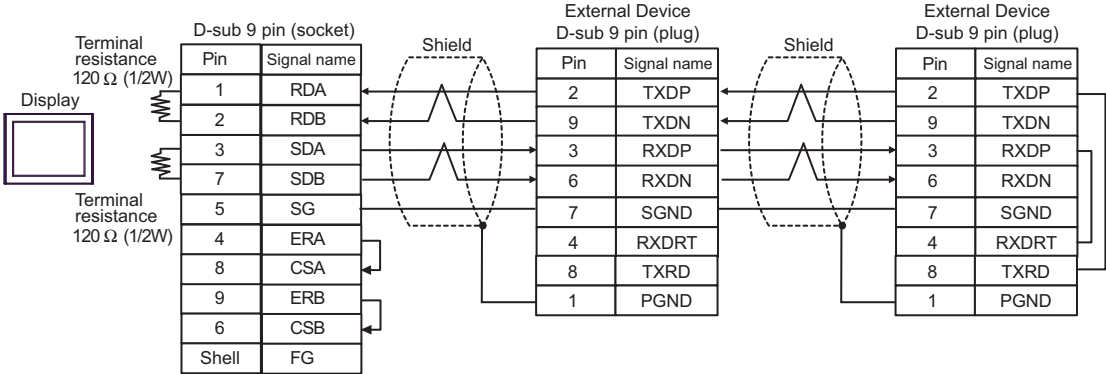 Display
Terminal
resistance
120 Ω (1/2W)
Terminal
resistance
120 Ω (1/2W)
D-sub 9 pin (socket)
Pin Signal name
1 RDA
2 RDB
3 SDA
7 SDB
5 SG
4 ERA
8 CSA
9 ERB
6 CSB
Shell FG
Shield
External Device
D-sub 9 pin (plug)
Pin Signal name
2 TXDP
9 TXDN
3 RXDP
6 RXDN
7 SGND
4 RXDRT
8 TXRD
1 PGND
Shield
External Device
D-sub 9 pin (plug)
Pin Signal name
2 TXDP
9 TXDN
3 RXDP
6 RXDN
7 SGND
4 RXDRT
8 TXRD
1 PGND